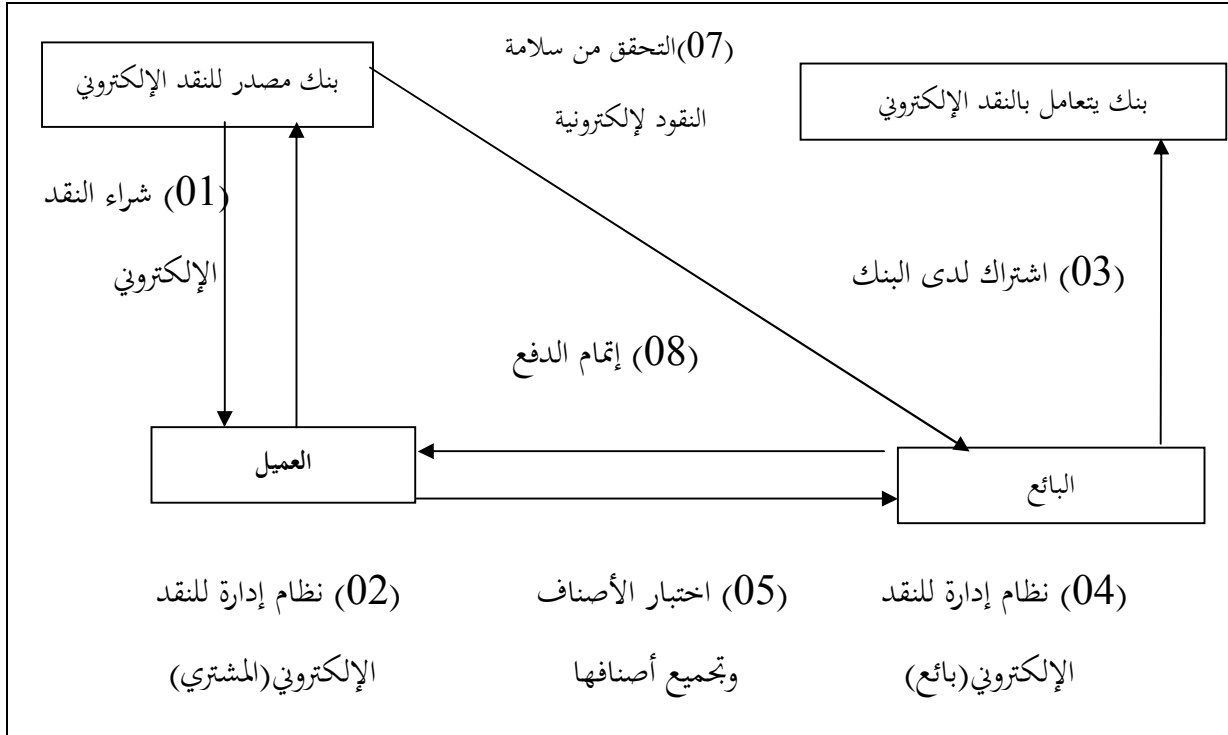 (07)التحقق من سلامة
النقود لإلكترونية
بنك يتعامل بالنقد الإلكتروني
بنك مصدر للنقد الإلكتروني
(01) شراء النقد
الإلكتروني
(03) اشتراك لدى البنك
(08) إتمام الدفع
العميل
البائع
(04) نظام إدارة للنقد
الإلكتروني(بائع)
(05) اختبار الأصناف
وتجميع أصنافها
(02) نظام إدارة للنقد
الإلكتروني(المشتري)